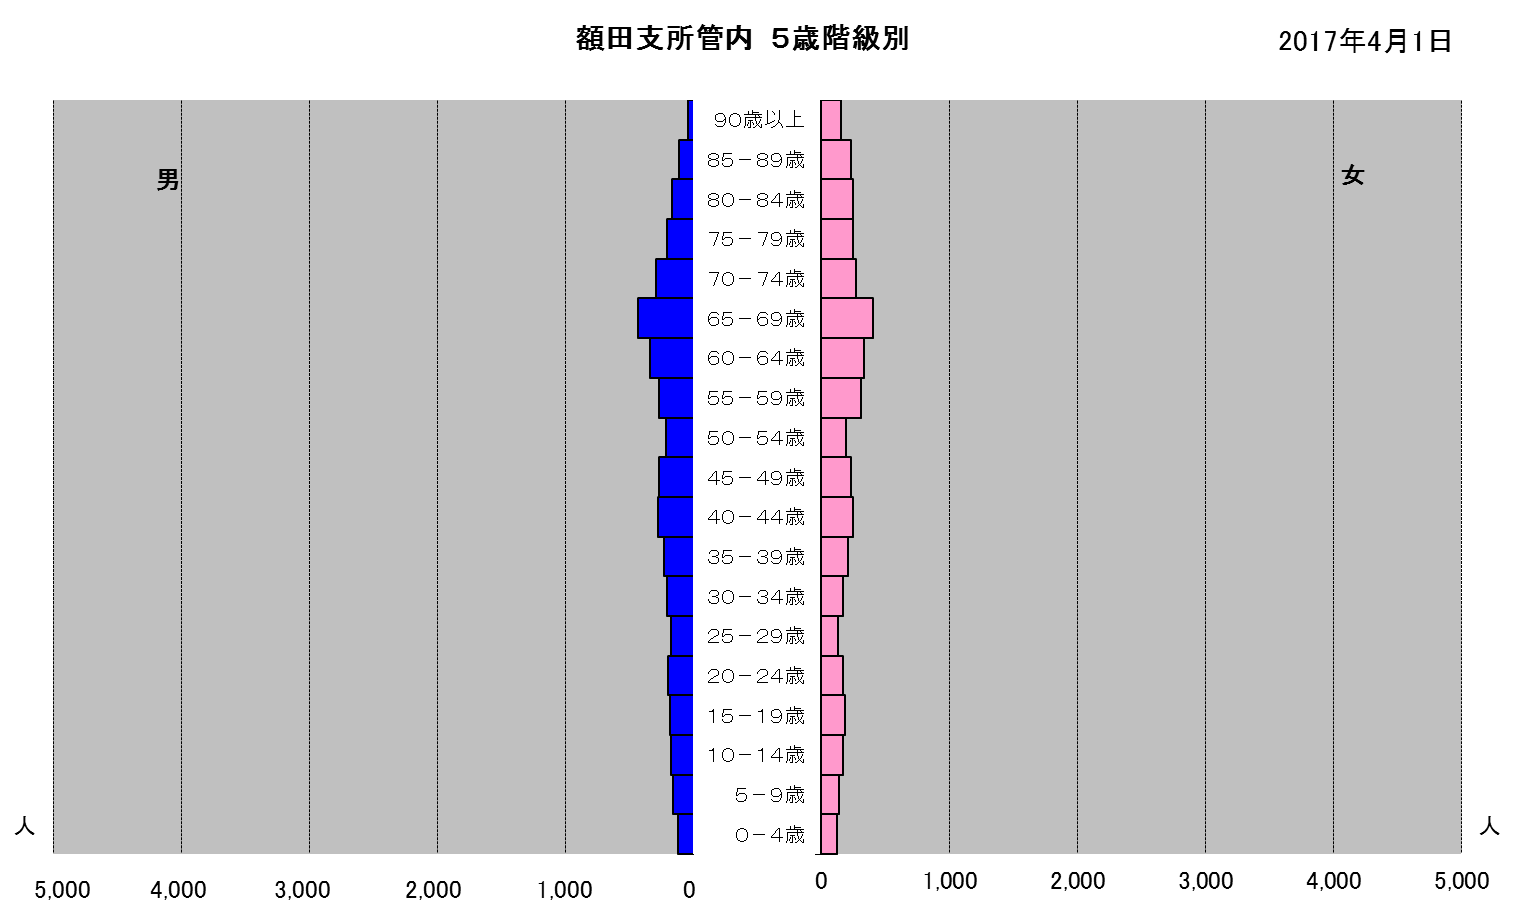 額田支所管内 ５歳階級別
2017年4月1日
男
女
９０歳以上
８５－８９歳
８０－８４歳
７５－７９歳
７０－７４歳
６５－６９歳
６０－６４歳
５５－５９歳
５０－５４歳
４５－４９歳
４０－４４歳
３５－３９歳
３０－３４歳
２５－２９歳
２０－２４歳
１５－１９歳
１０－１４歳
５－９歳
０－４歳
人
人
5,000 4,000 3,000 2,000 1,000 0
0 1,000 2,000 3,000 4,000 5,000